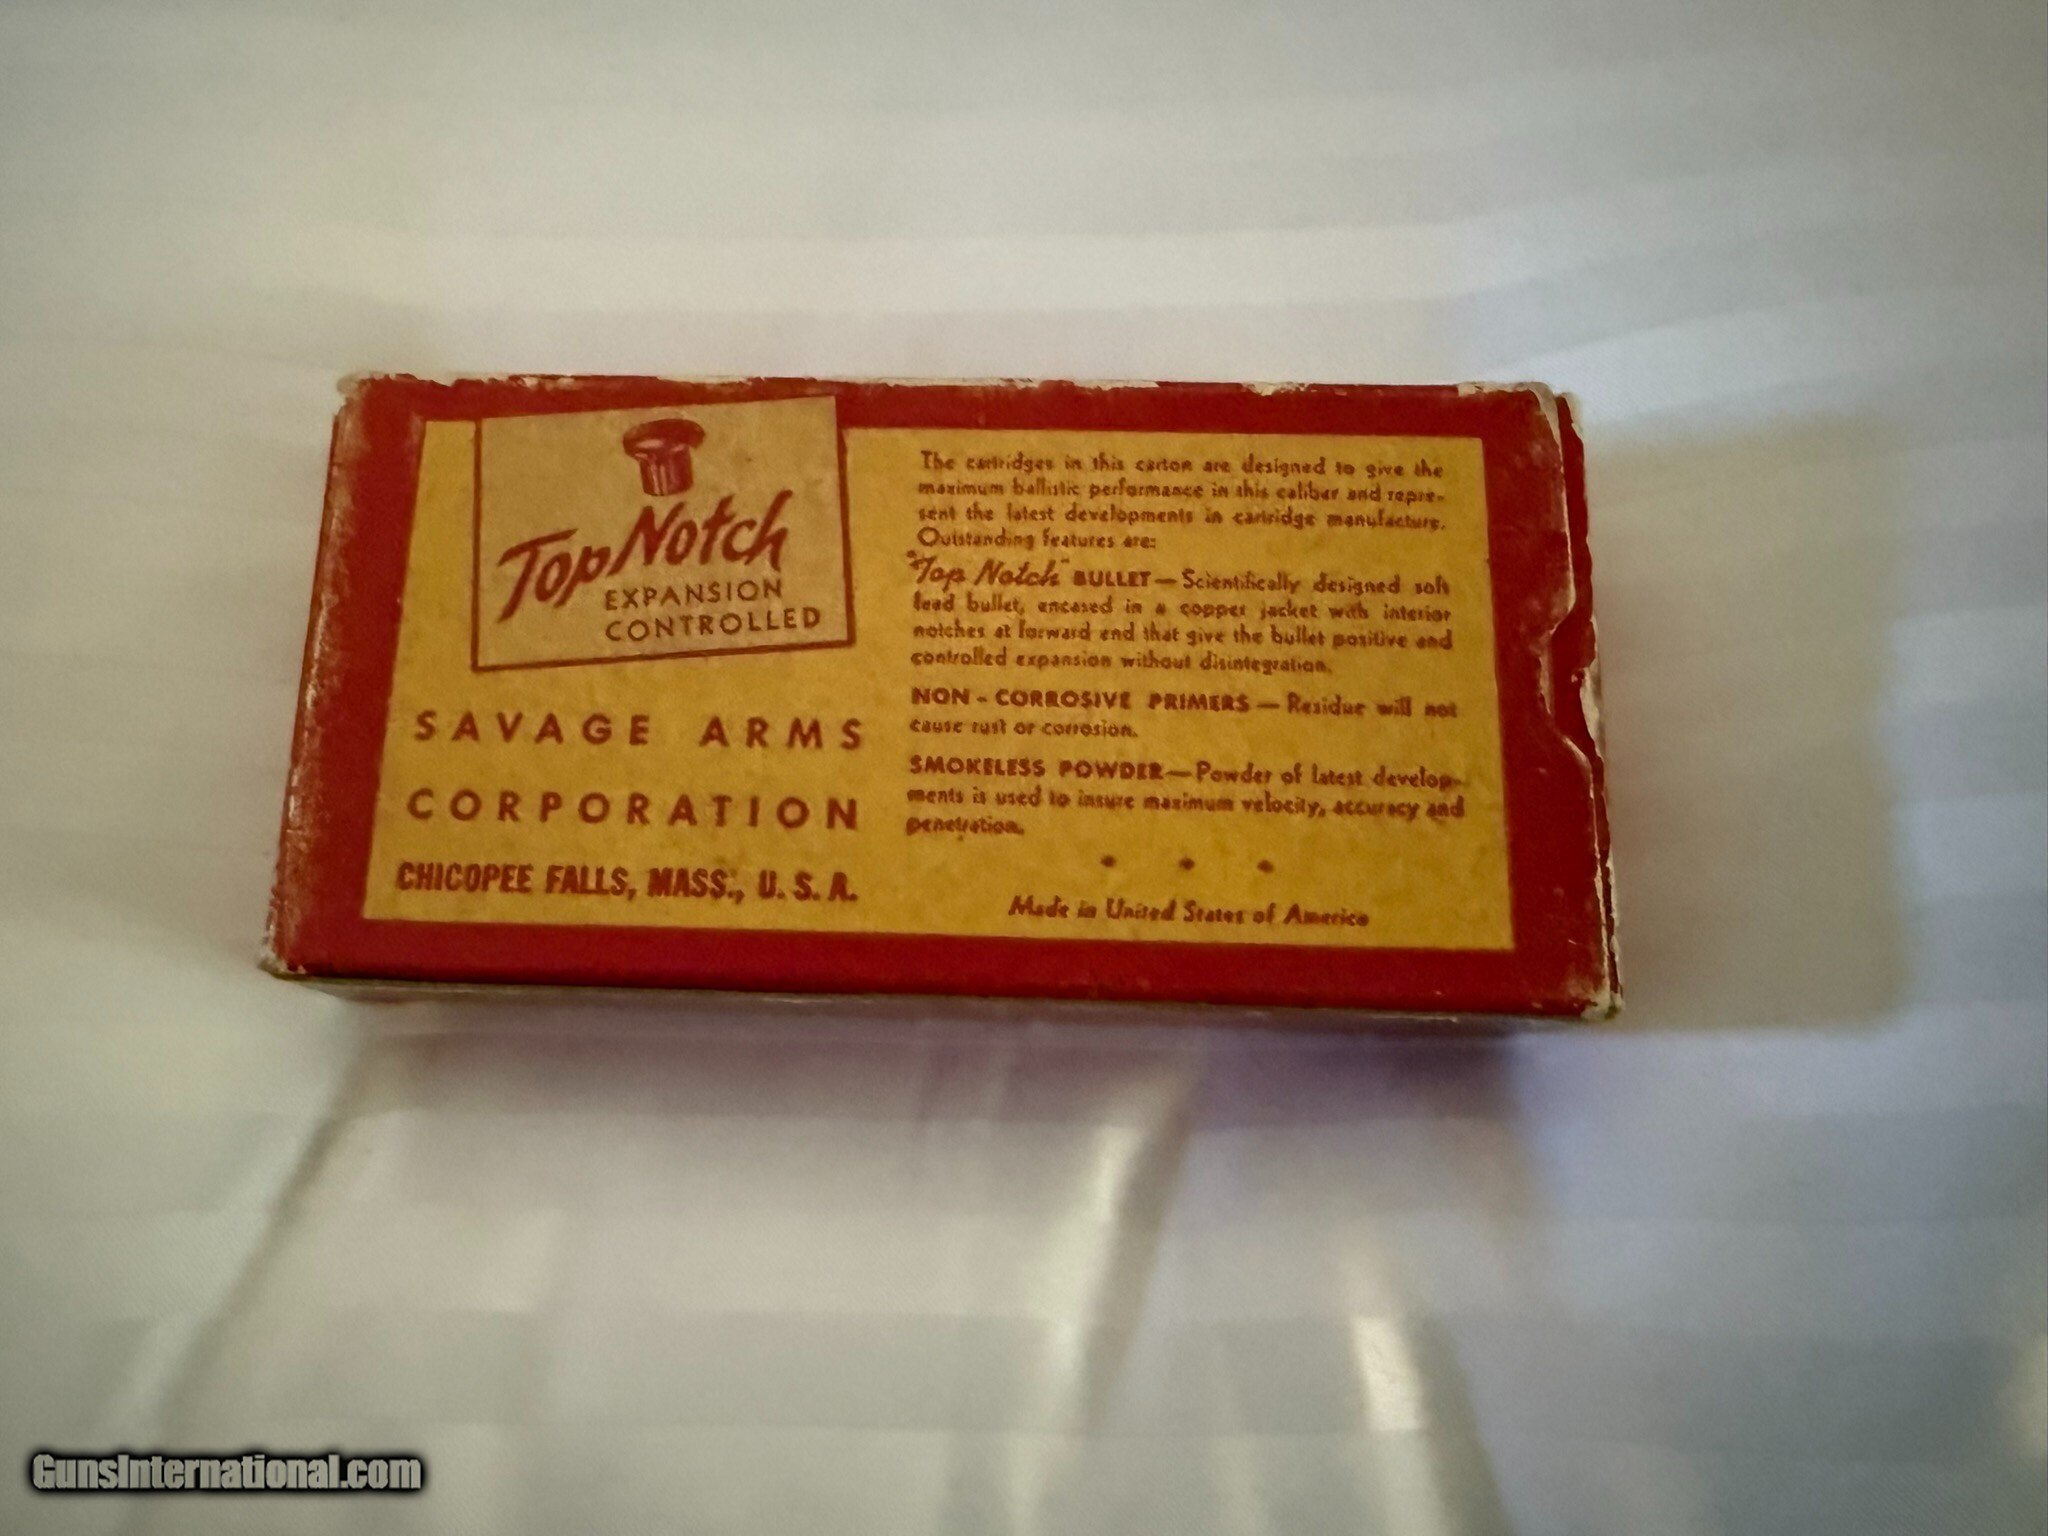 Top Notch
EXPANSION
CONTROLLED
SAVAGE ARMS
CORPORATION
CHICOPEE FALLS, MASS., U. S. A.
The cartridges in this carton are designed to give the
maximum ballistic performance in this caliber and repre-
sent the latest developments in cartridge manufacture.
Outstanding features are:
"Top Notch" BULLET — Scientifically designed soft
lead bullet, encased in a copper jacket with interior
notches at forward end that give the bullet positive and
controlled expansion without disintegration.
NON - CORROSIVE PRIMERS — Residue will not
cause rust or corrosion.
SMOKELESS POWDER — Powder of latest develop-
ments is used to insure maximum velocity, accuracy and
penetration.
Made in United States of America
GunsInternational.com